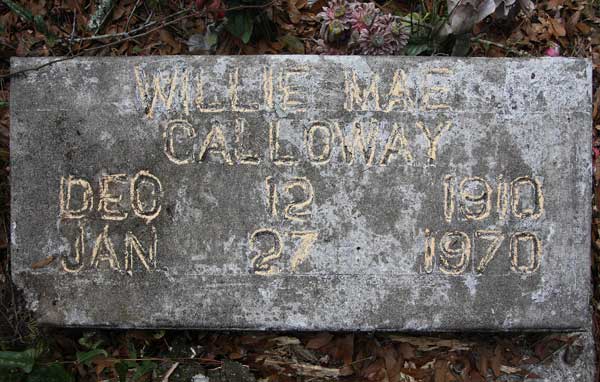 WILLIE MAE
CALLOWAY
DEC 12 1910
JAN 27 1970